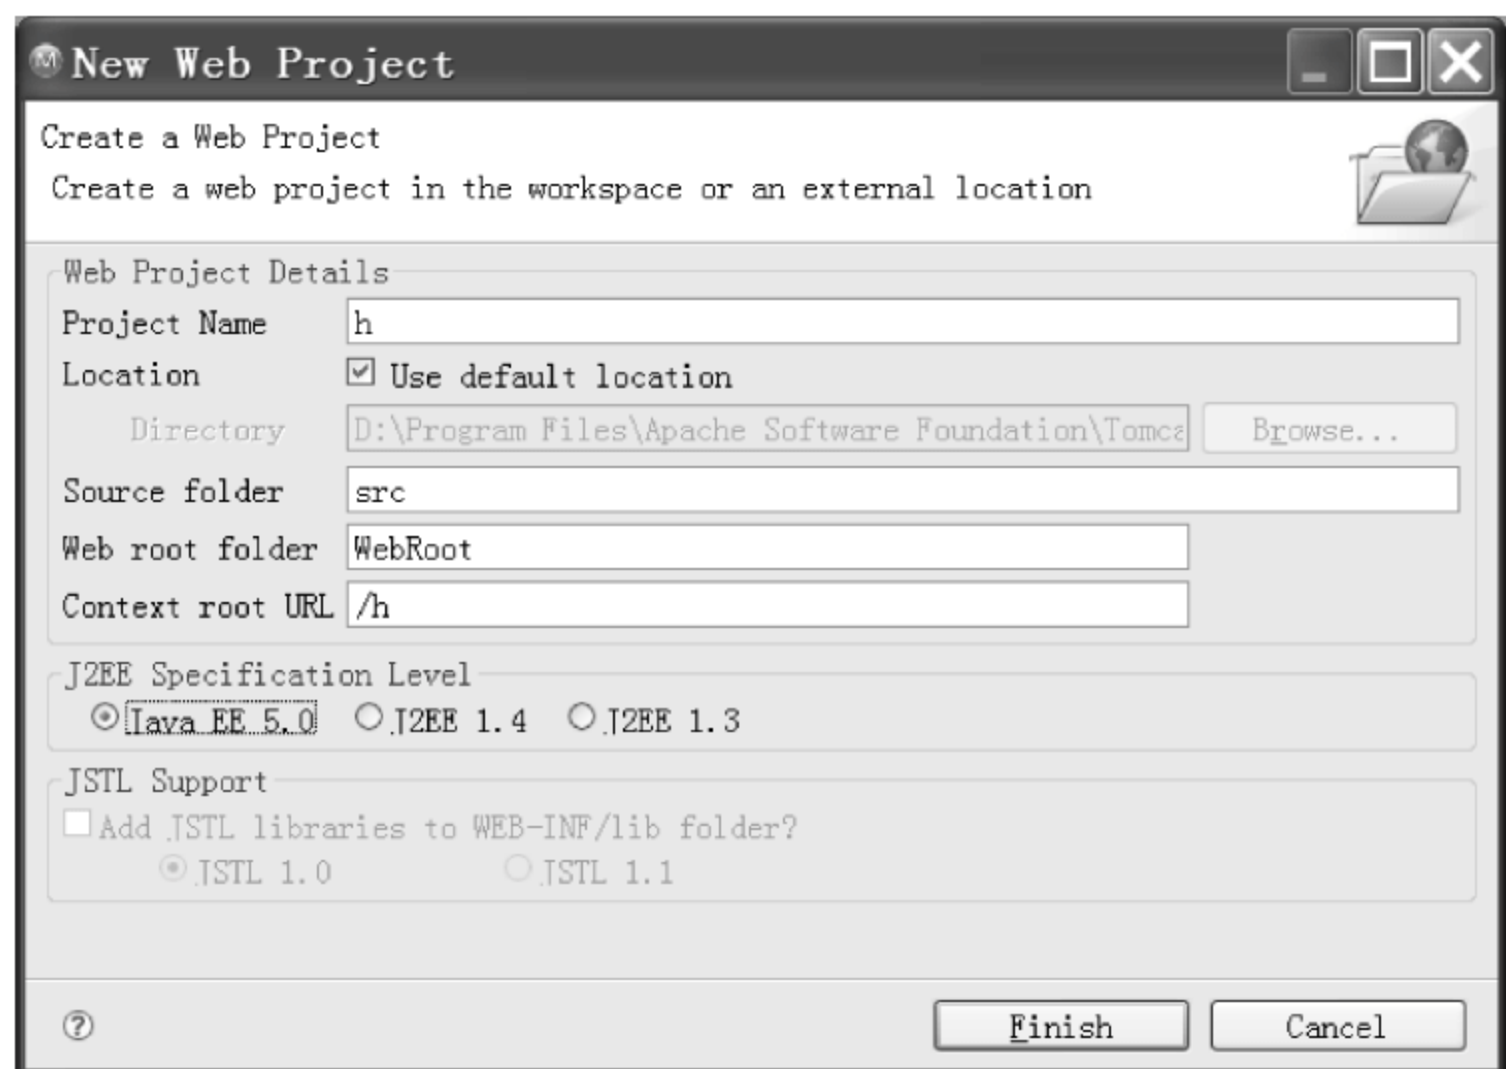 New Web Project
Create a Web Project
Create a web project in the workspace or an external location
Web Project Details
Project Name h
Location Use default location
Directory D:\Program Files\Apache Software Foundation\Tomca Browse...
Source folder src
Web root folder WebRoot
Context root URL /h
J2EE Specification Level
Java EE 5.0 J2EE 1.4 J2EE 1.3
JSTL Support
Add JSTL libraries to WEB-INF/lib folder?
JSTL 1.0 JSTL 1.1
? Finish Cancel